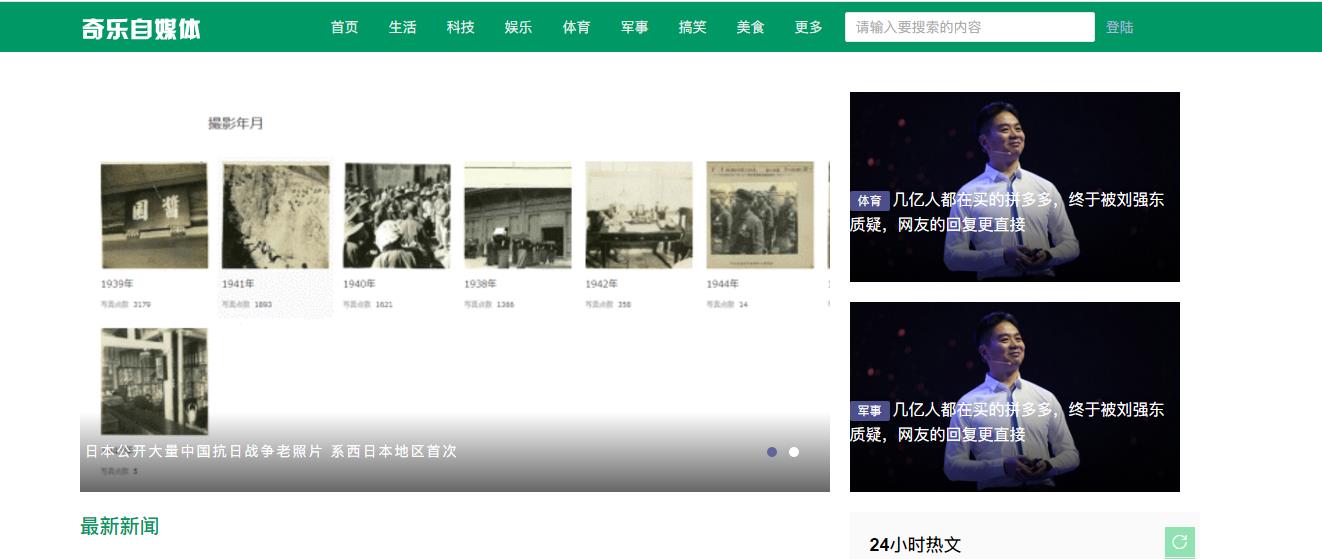 奇乐自媒体
首页 生活 科技 娱乐 体育 军事 搞笑 美食 更多
请输入要搜索的内容
登陆
撮影年月
1939年
写真点数 3179
1941年
写真点数 1893
1940年
写真点数 1621
1938年
写真点数 1386
1942年
写真点数 358
1944年
写真点数 14
写真点数 5
日本公开大量中国抗日战争老照片 系西日本地区首次
体育 几亿人都在买的拼多多，终于被刘强东
质疑，网友的回复更直接
军事 几亿人都在买的拼多多，终于被刘强东
质疑，网友的回复更直接
最新新闻
24小时热文